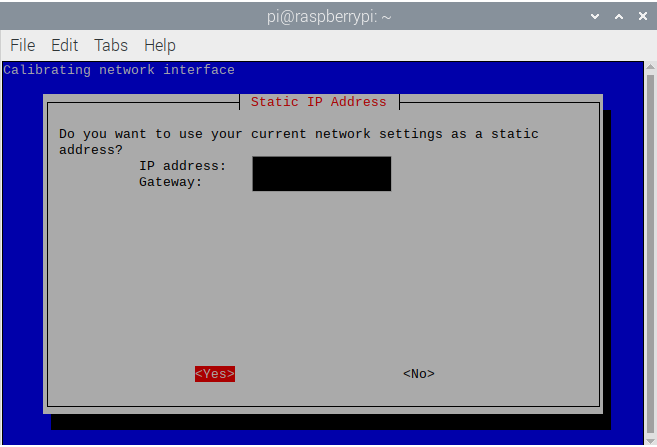 pi@raspberrypi: ~
File Edit Tabs Help
Calibrating network interface
Static IP Address
Do you want to use your current network settings as a static
address?
IP address:
Gateway:
<Yes> <No>